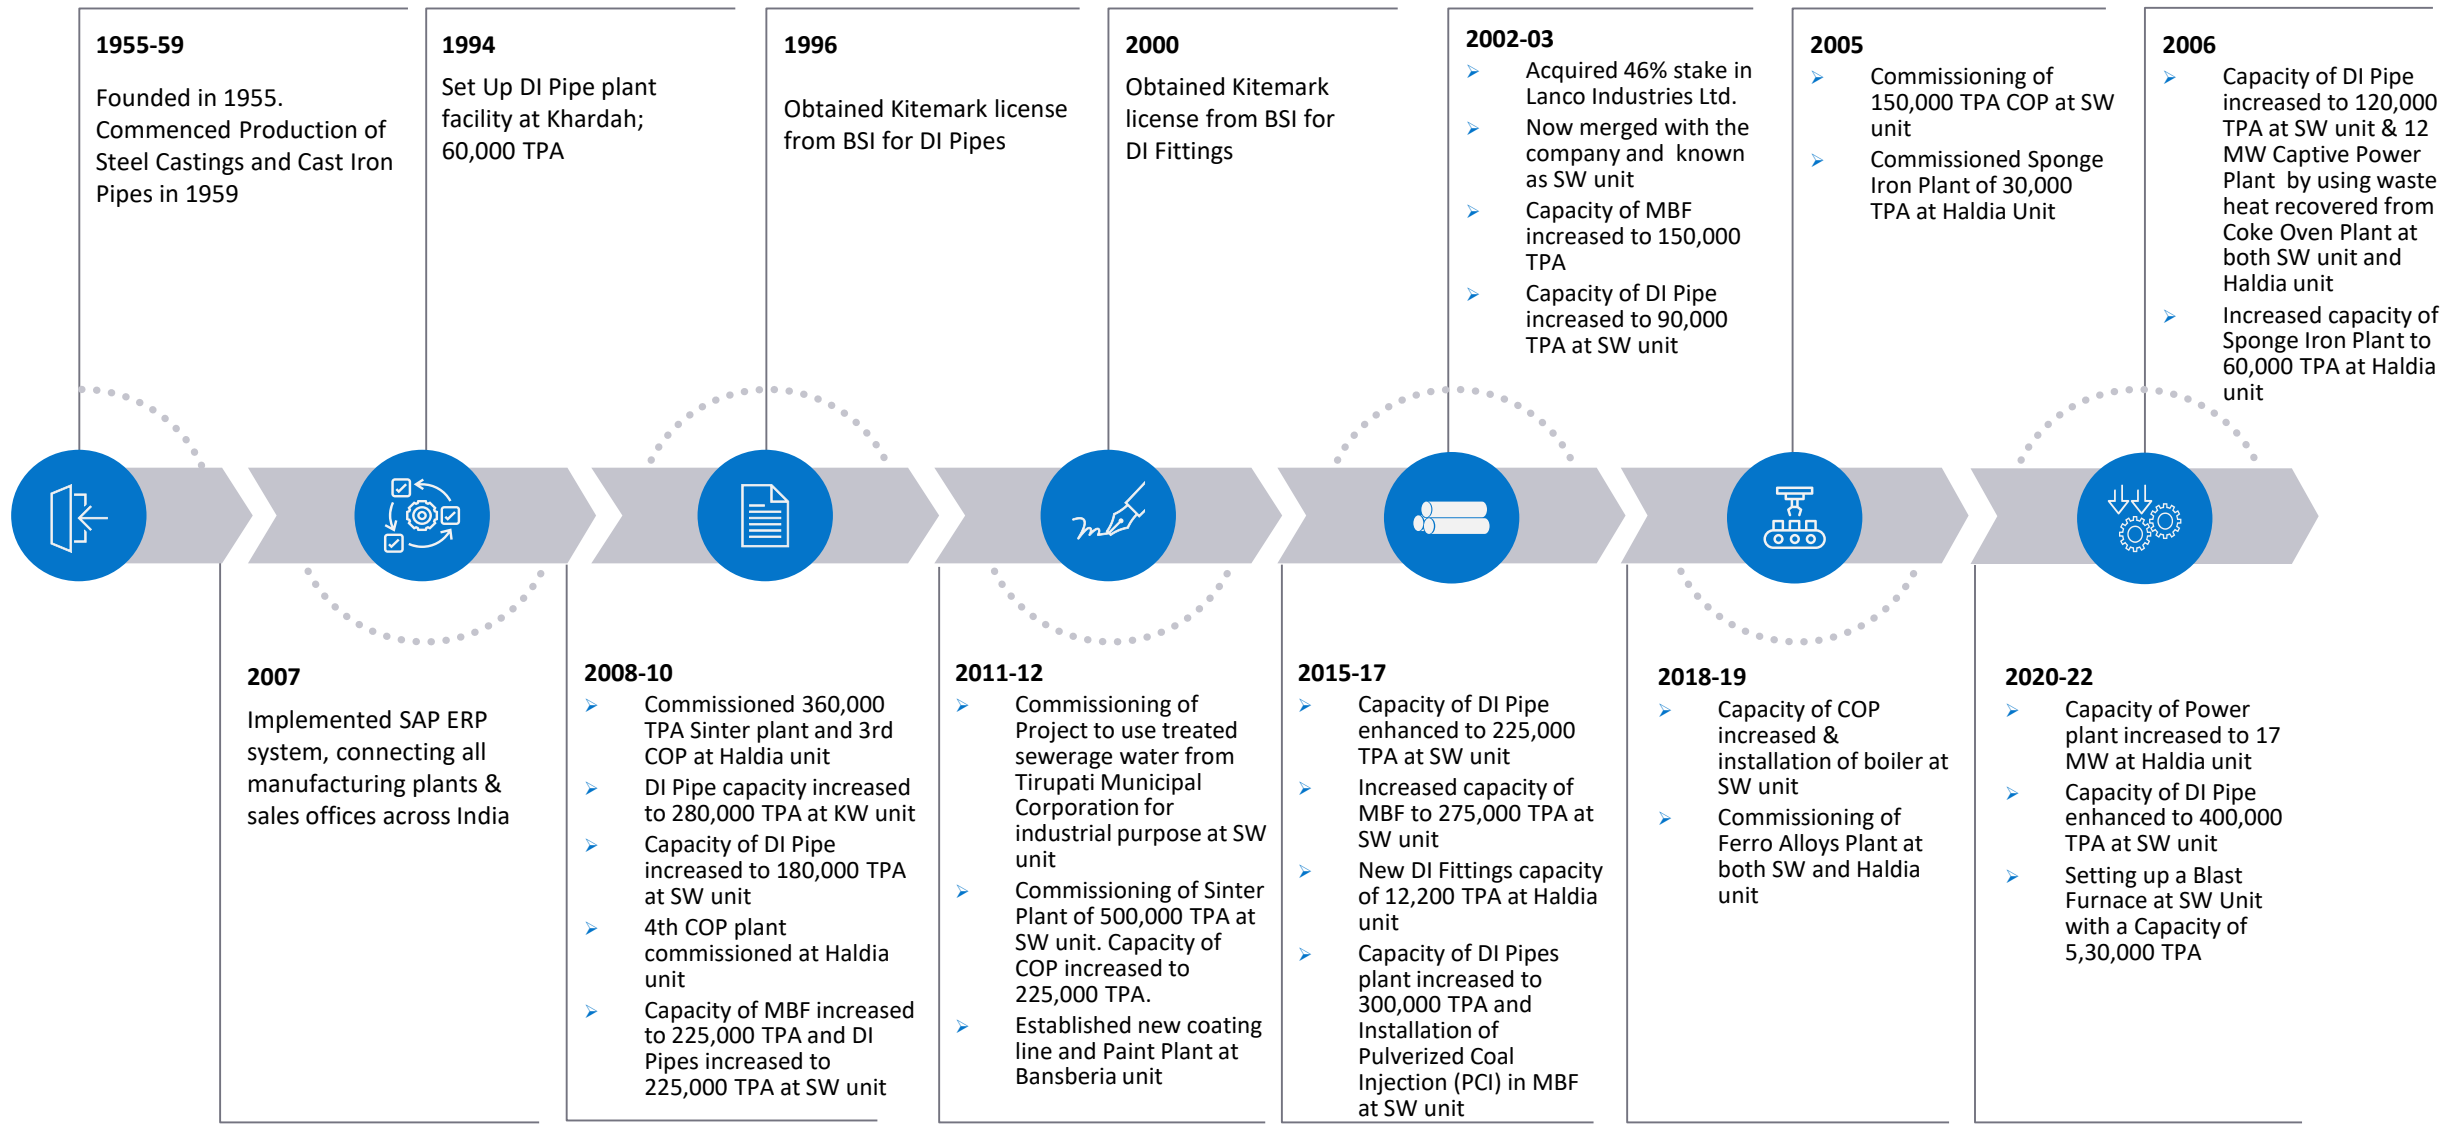 1955-59
Founded in 1955.
Commenced Production of
Steel Castings and Cast Iron
Pipes in 1959
1994
Set Up DI Pipe plant
facility at Khardah;
60,000 TPA
1996
Obtained Kitemark license
from BSI for DI Pipes
2000
Obtained Kitemark
license from BSI for
DI Fittings
2002-03
Acquired 46% stake in
Lanco Industries Ltd.
Now merged with the
company and known
as SW unit
Capacity of MBF
increased to 150,000
TPA
Capacity of DI Pipe
increased to 90,000
TPA at SW unit
2005
Commissioning of
150,000 TPA COP at SW
unit
Commissioned Sponge
Iron Plant of 30,000
TPA at Haldia Unit
2006
Capacity of DI Pipe
increased to 120,000
TPA at SW unit & 12
MW Captive Power
Plant by using waste
heat recovered from
Coke Oven Plant at
both SW unit and
Haldia unit
Increased capacity of
Sponge Iron Plant to
60,000 TPA at Haldia
unit
2007
Implemented SAP ERP
system, connecting all
manufacturing plants &
sales offices across India
2008-10
Commissioned 360,000
TPA Sinter plant and 3rd
COP at Haldia unit
DI Pipe capacity increased
to 280,000 TPA at KW unit
Capacity of DI Pipe
increased to 180,000 TPA
at SW unit
4th COP plant
commissioned at Haldia
unit
Capacity of MBF increased
to 225,000 TPA and DI
Pipes increased to
225,000 TPA at SW unit
2011-12
Commissioning of
Project to use treated
sewerage water from
Tirupati Municipal
Corporation for
industrial purpose at SW
unit
Commissioning of Sinter
Plant of 500,000 TPA at
SW unit. Capacity of
COP increased to
225,000 TPA.
Established new coating
line and Paint Plant at
Bansberia unit
2015-17
Capacity of DI Pipe
enhanced to 225,000
TPA at SW unit
Increased capacity of
MBF to 275,000 TPA at
SW unit
New DI Fittings capacity
of 12,200 TPA at Haldia
unit
Capacity of DI Pipes
plant increased to
300,000 TPA and
Installation of
Pulverized Coal
Injection (PCI) in MBF
at SW unit
2018-19
Capacity of COP
increased &
installation of boiler at
SW unit
Commissioning of
Ferro Alloys Plant at
both SW and Haldia
unit
2020-22
Capacity of Power
plant increased to 17
MW at Haldia unit
Capacity of DI Pipe
enhanced to 400,000
TPA at SW unit
Setting up a Blast
Furnace at SW Unit
with a Capacity of
5,30,000 TPA